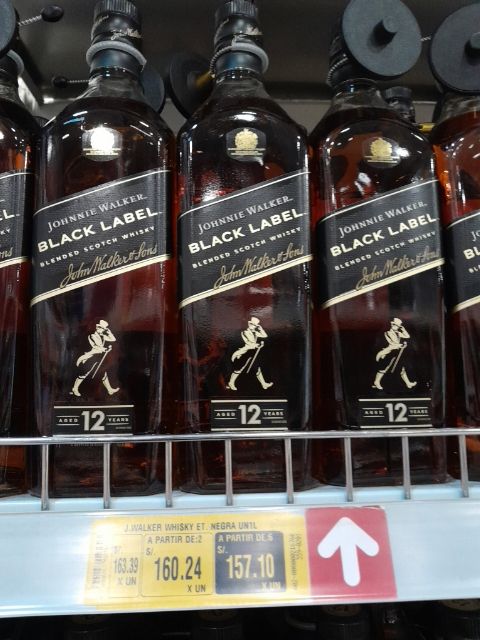 JOHNNIE WALKER.
BLACK LABEL
BLENDED SCOTCH WHISKY
John Walker & Sons
AGED 12 YEARS
JOHNNIE WALKER.
BLACK LABEL
BLENDED SCOTCH WHISKY
John Walker & Sons
AGED 12 YEARS
JOHNNIE WALKER.
BLACK LABEL
BLENDED SCOTCH WHISKY
John Walker & Sons
AGED 12 YEARS
J.WALKER WHISKY ET. NEGRA UN1L
S/.
163.39
X UN
A PARTIR DE:2
S/.
160.24
X UN
A PARTIR DE:6
S/.
157.10
X UN